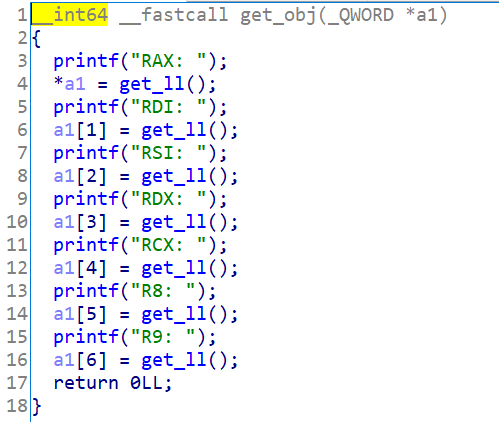 1 __int64 __fastcall get_obj(_QWORD *a1)
2 {
3 printf("RAX: ");
4 *a1 = get_ll();
5 printf("RDI: ");
6 a1[1] = get_ll();
7 printf("RSI: ");
8 a1[2] = get_ll();
9 printf("RDX: ");
10 a1[3] = get_ll();
11 printf("RCX: ");
12 a1[4] = get_ll();
13 printf("R8: ");
14 a1[5] = get_ll();
15 printf("R9: ");
16 a1[6] = get_ll();
17 return 0LL;
18 }